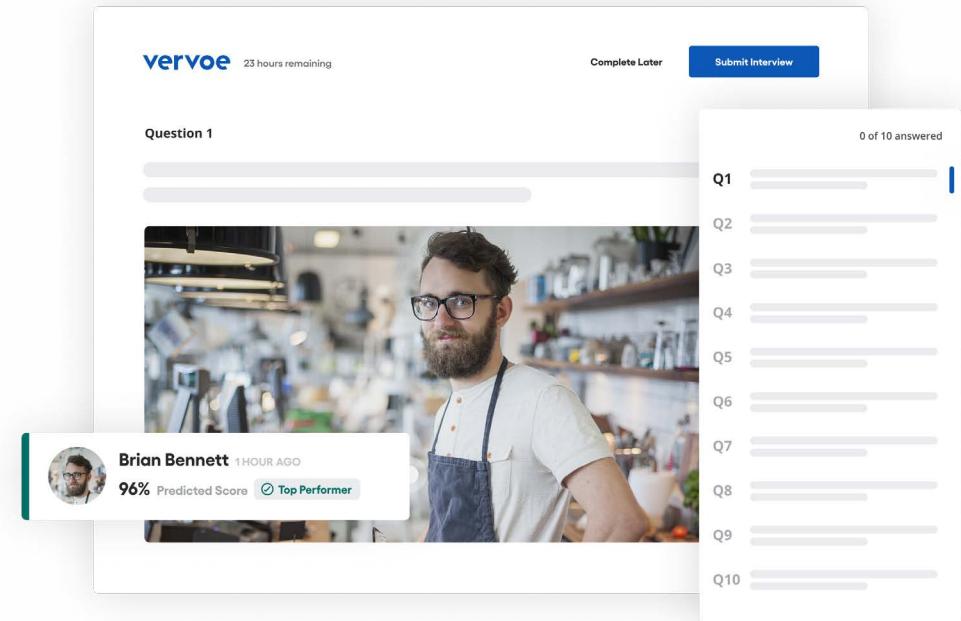 vervoe 23 hours remaining Complete Later Submit Interview
Question 1
0 of 10 answered
Q1
Q2
Q3
Q4
Q5
Q6
Q7
Q8
Q9
Q10
Brian Bennett 1 HOUR AGO
96% Predicted Score Top Performer